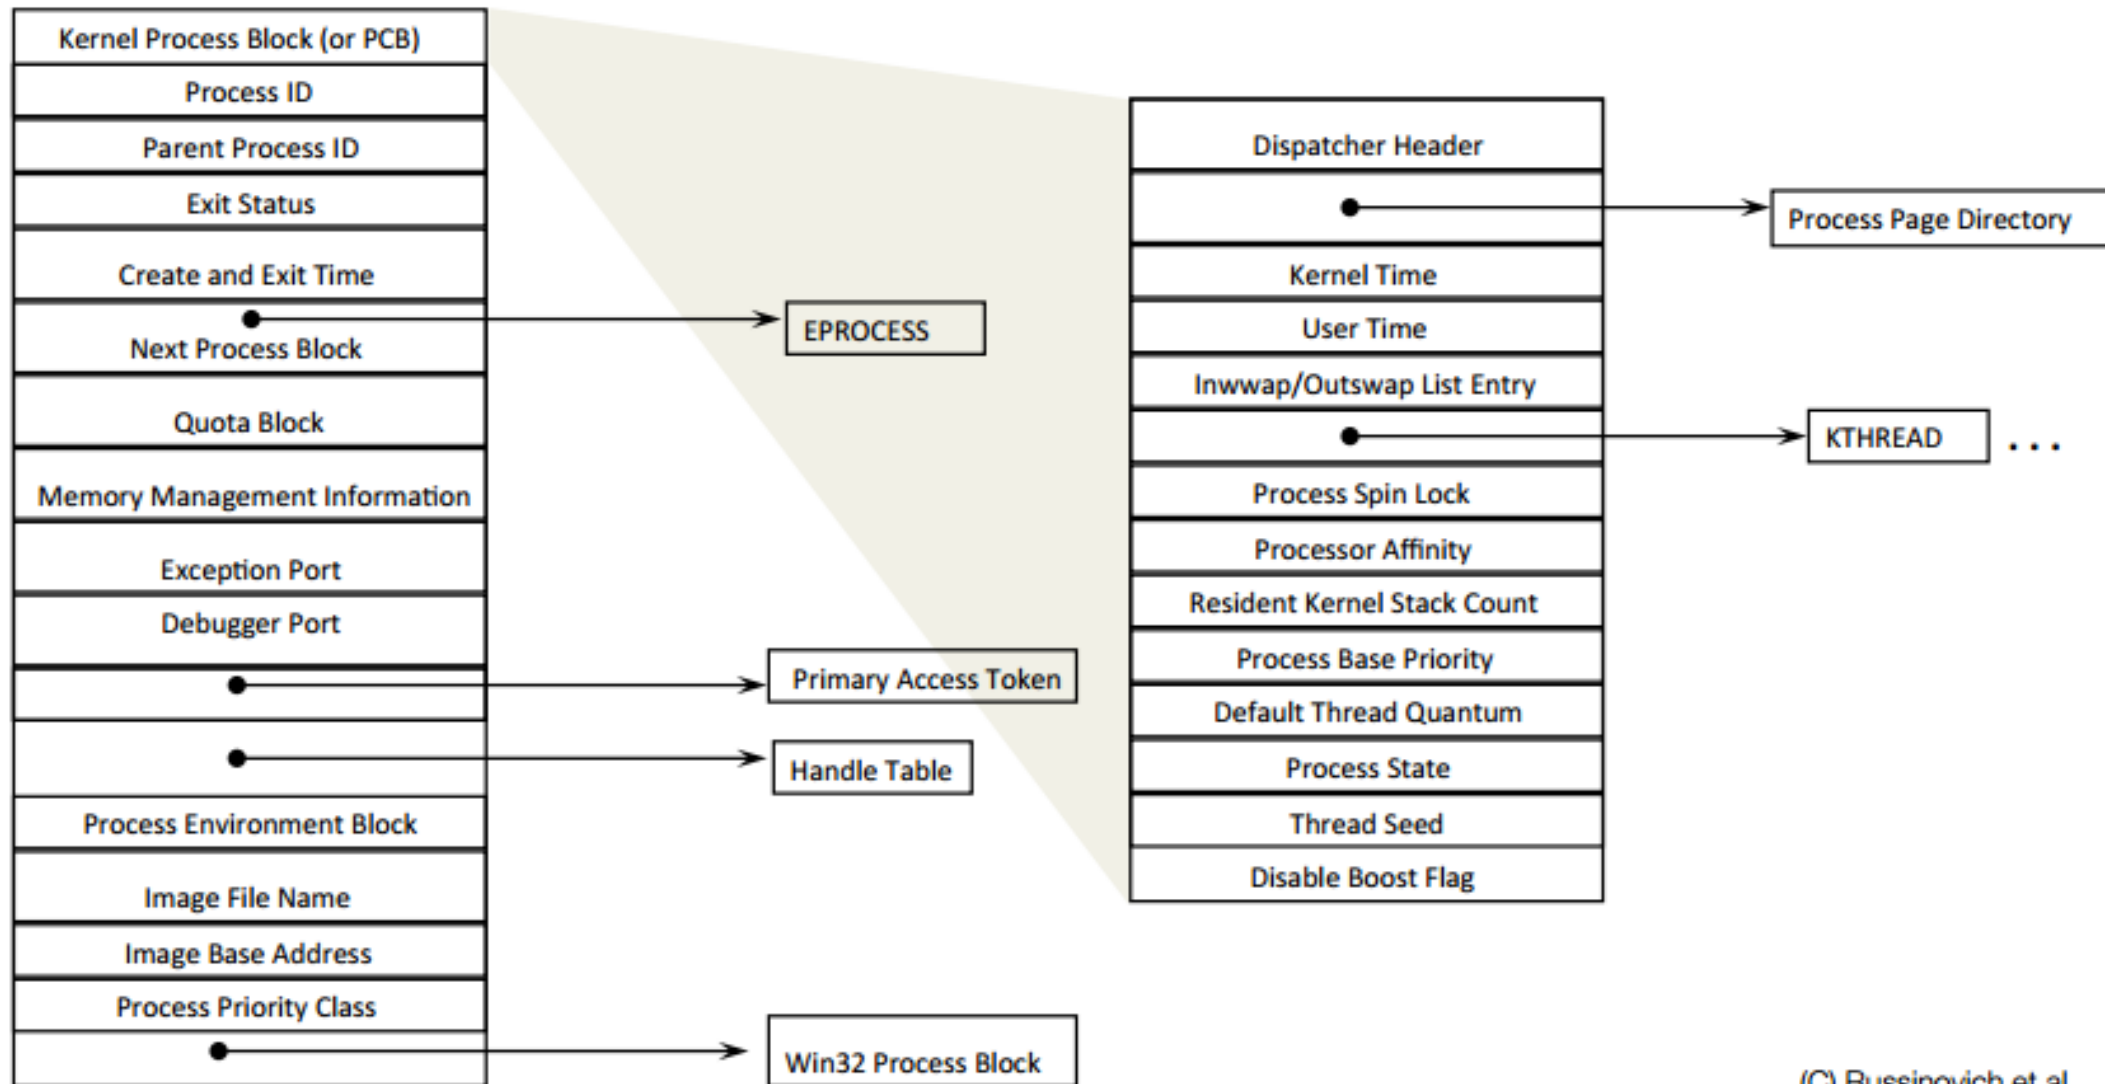 Kernel Process Block (or PCB)
Process ID
Parent Process ID
Exit Status
Create and Exit Time
Next Process Block
Quota Block
Memory Management Information
Exception Port
Debugger Port
Process Environment Block
Image File Name
Image Base Address
Process Priority Class
EPROCESS
Primary Access Token
Handle Table
Win32 Process Block
Dispatcher Header
Kernel Time
User Time
Inwwap/Outswap List Entry
Process Spin Lock
Processor Affinity
Resident Kernel Stack Count
Process Base Priority
Default Thread Quantum
Process State
Thread Seed
Disable Boost Flag
Process Page Directory
KTHREAD
. . .
(C) Russinovich et al